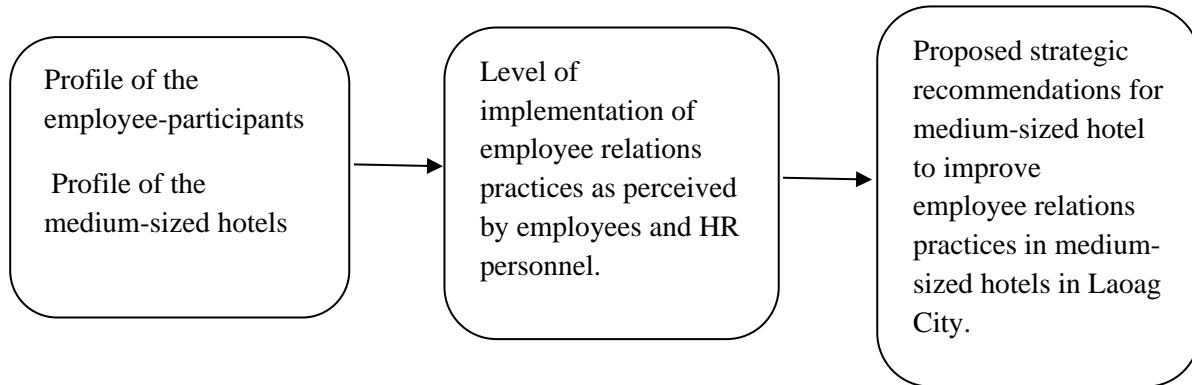 Profile of the
employee-participants
Profile of the
medium-sized hotels
Level of
implementation of
employee relations
practices as perceived
by employees and HR
personnel.
Proposed strategic
recommendations for
medium-sized hotel
to improve
employee relations
practices in medium-
sized hotels in Laoag
City.